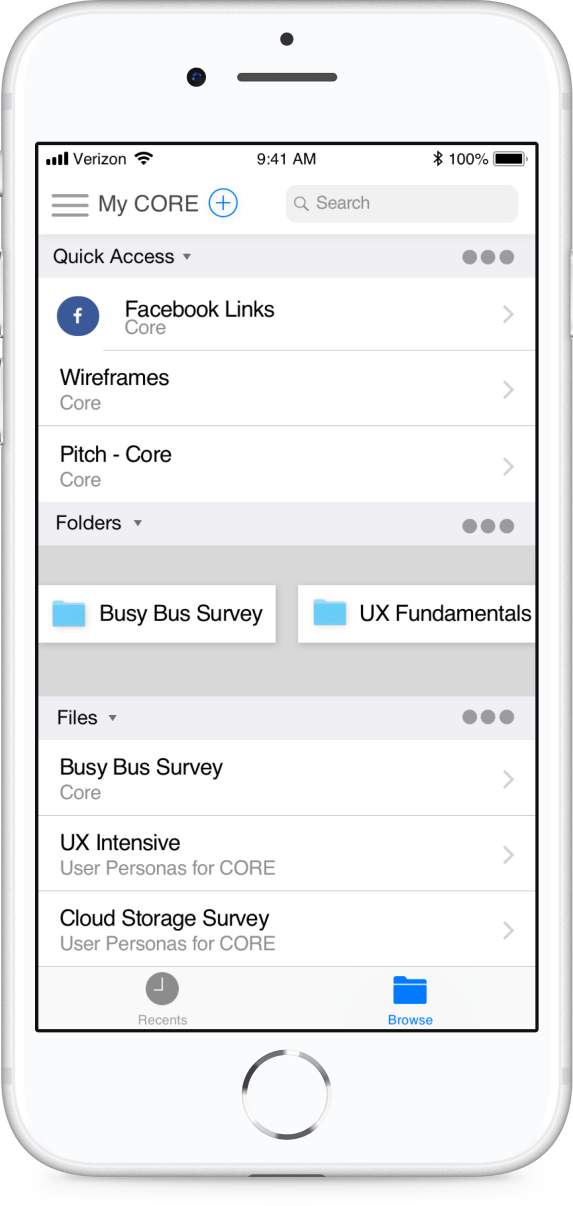 Verizon 9:41 AM 100%
My CORE Search
Quick Access
f
Facebook Links
Core
Wireframes
Core
Pitch - Core
Core
Folders
Busy Bus Survey UX Fundamentals
Files
Busy Bus Survey
Core
UX Intensive
User Personas for CORE
Cloud Storage Survey
User Personas for CORE
Recents Browse